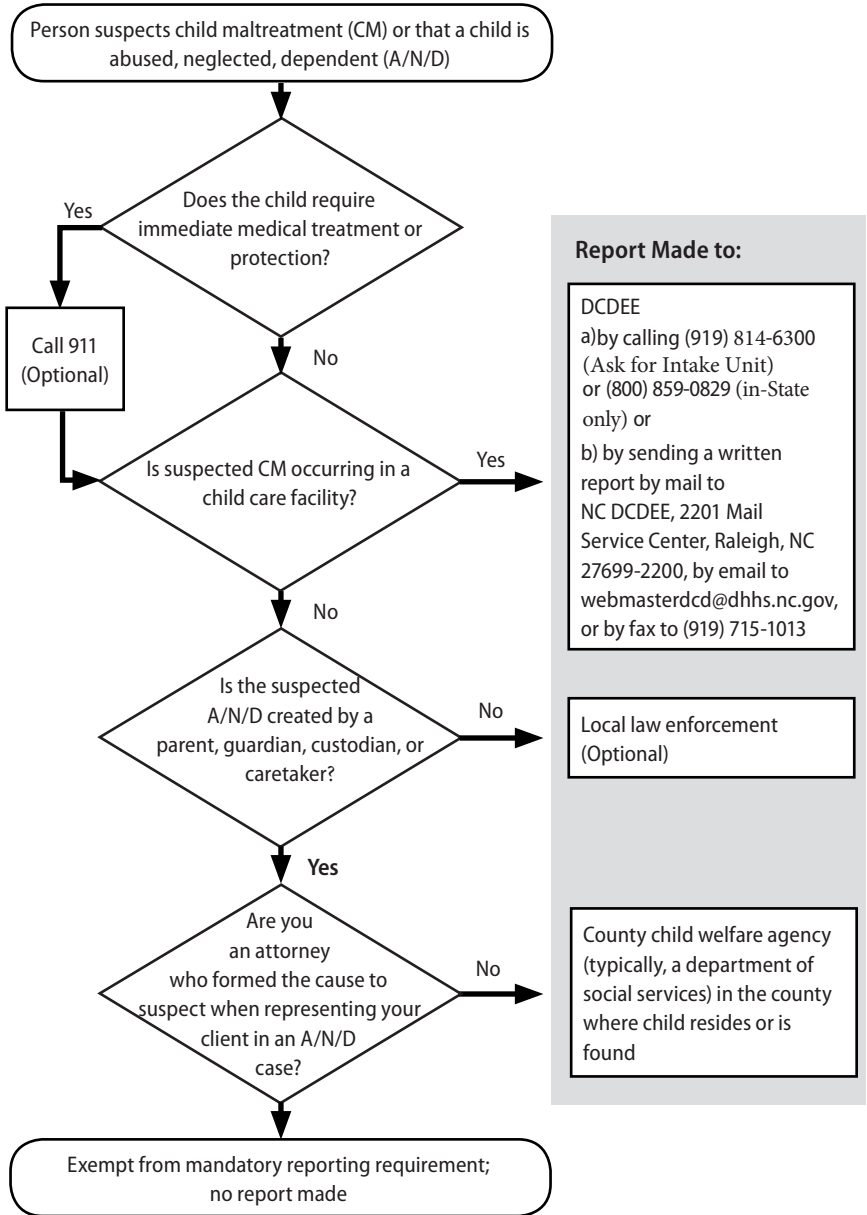 Person suspects child maltreatment (CM) or that a child is
abused, neglected, dependent (A/N/D)
Does the child require
immediate medical treatment or
protection?
Yes
Call 911
(Optional)
No
Is suspected CM occurring in a
child care facility?
Yes
No
Is the suspected
A/N/D created by a
parent, guardian, custodian, or
caretaker?
No
Yes
Are you
an attorney
who formed the cause to
suspect when representing your
client in an A/N/D
case?
No
Exempt from mandatory reporting requirement;
no report made
Report Made to:
DCDEE
a)by calling (919) 814-6300
(Ask for Intake Unit)
or (800) 859-0829 (in-State
only) or
b) by sending a written
report by mail to
NC DCDEE, 2201 Mail
Service Center, Raleigh, NC
27699-2200, by email to
webmasterdcd@dhhs.nc.gov,
or by fax to (919) 715-1013
Local law enforcement
(Optional)
County child welfare agency
(typically, a department of
social services) in the county
where child resides or is
found